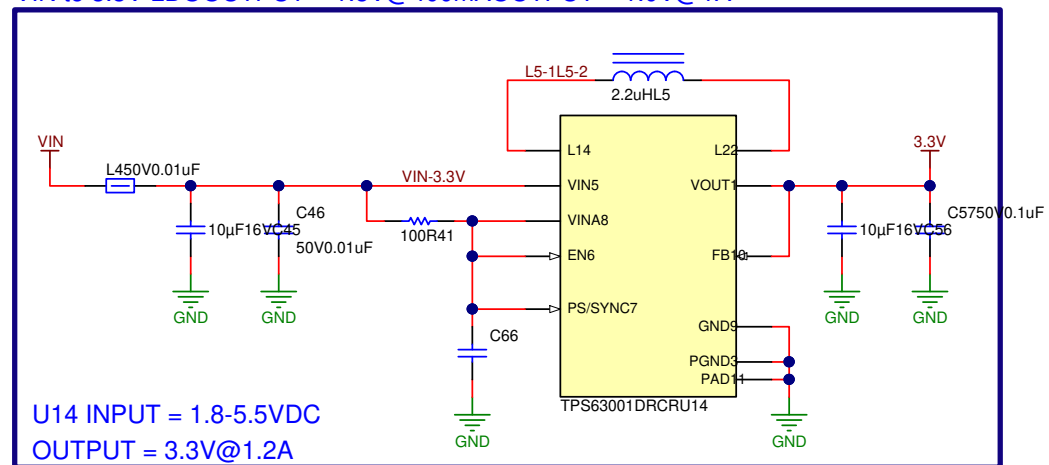 L5-1L5-2
2.2uHL5
VIN
L450V0.01uF
VIN-3.3V
L14
L22
3.3V
VIN5
VOUT1
C46
50V0.01uF
10µF16VC45
100R41
VINA8
C5750V0.1uF
10µF16VC56
EN6
FB10
GND
GND
GND
GND
PS/SYNC7
GND9
C66
PGND3
PAD11
TPS63001DRCRU14
GND
GND
U14 INPUT = 1.8-5.5VDC
OUTPUT = 3.3V@1.2A